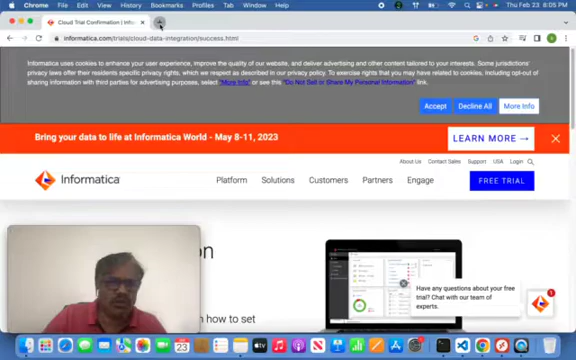 Chrome File Edit View History Bookmarks Profiles Tab Window Help
Thu Feb 23 8:05 PM
Cloud Trial Confirmation | Info
informatica.com/trials/cloud-data-integration/success.html
Informatica uses cookies to enhance your user experience, improve the quality of our website, and deliver advertising and other content tailored to your interests. Some jurisdictions'
privacy laws offer their residents specific privacy rights, which we respect as described in our privacy policy. To exercise rights you may have related to cookies, including opting-out of
sharing information with third parties for advertising purposes, select "More Info" or see this "Do Not Sell or Share My Personal Information" link.
Accept Decline All More Info
Bring your data to life at Informatica World - May 8-11, 2023
LEARN MORE →
About Us Contact Sales Support USA Login
Informatica
Platform Solutions Customers Partners Engage
FREE TRIAL
on
n how to set
Have any questions about your free
trial? Chat with our team of
experts.
1
23